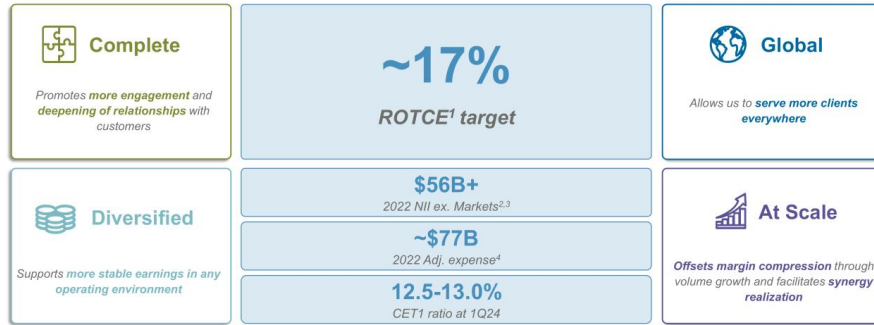 Complete
Promotes more engagement and
deepening of relationships with
customers
~17%
ROTCE¹ target
Global
Allows us to serve more clients
everywhere
Diversified
Supports more stable earnings in any
operating environment
$56B+
2022 NII ex. Markets²,³
~$77B
2022 Adj. expense⁴
12.5-13.0%
CET1 ratio at 1Q24
At Scale
Offsets margin compression through
volume growth and facilitates synergy
realization